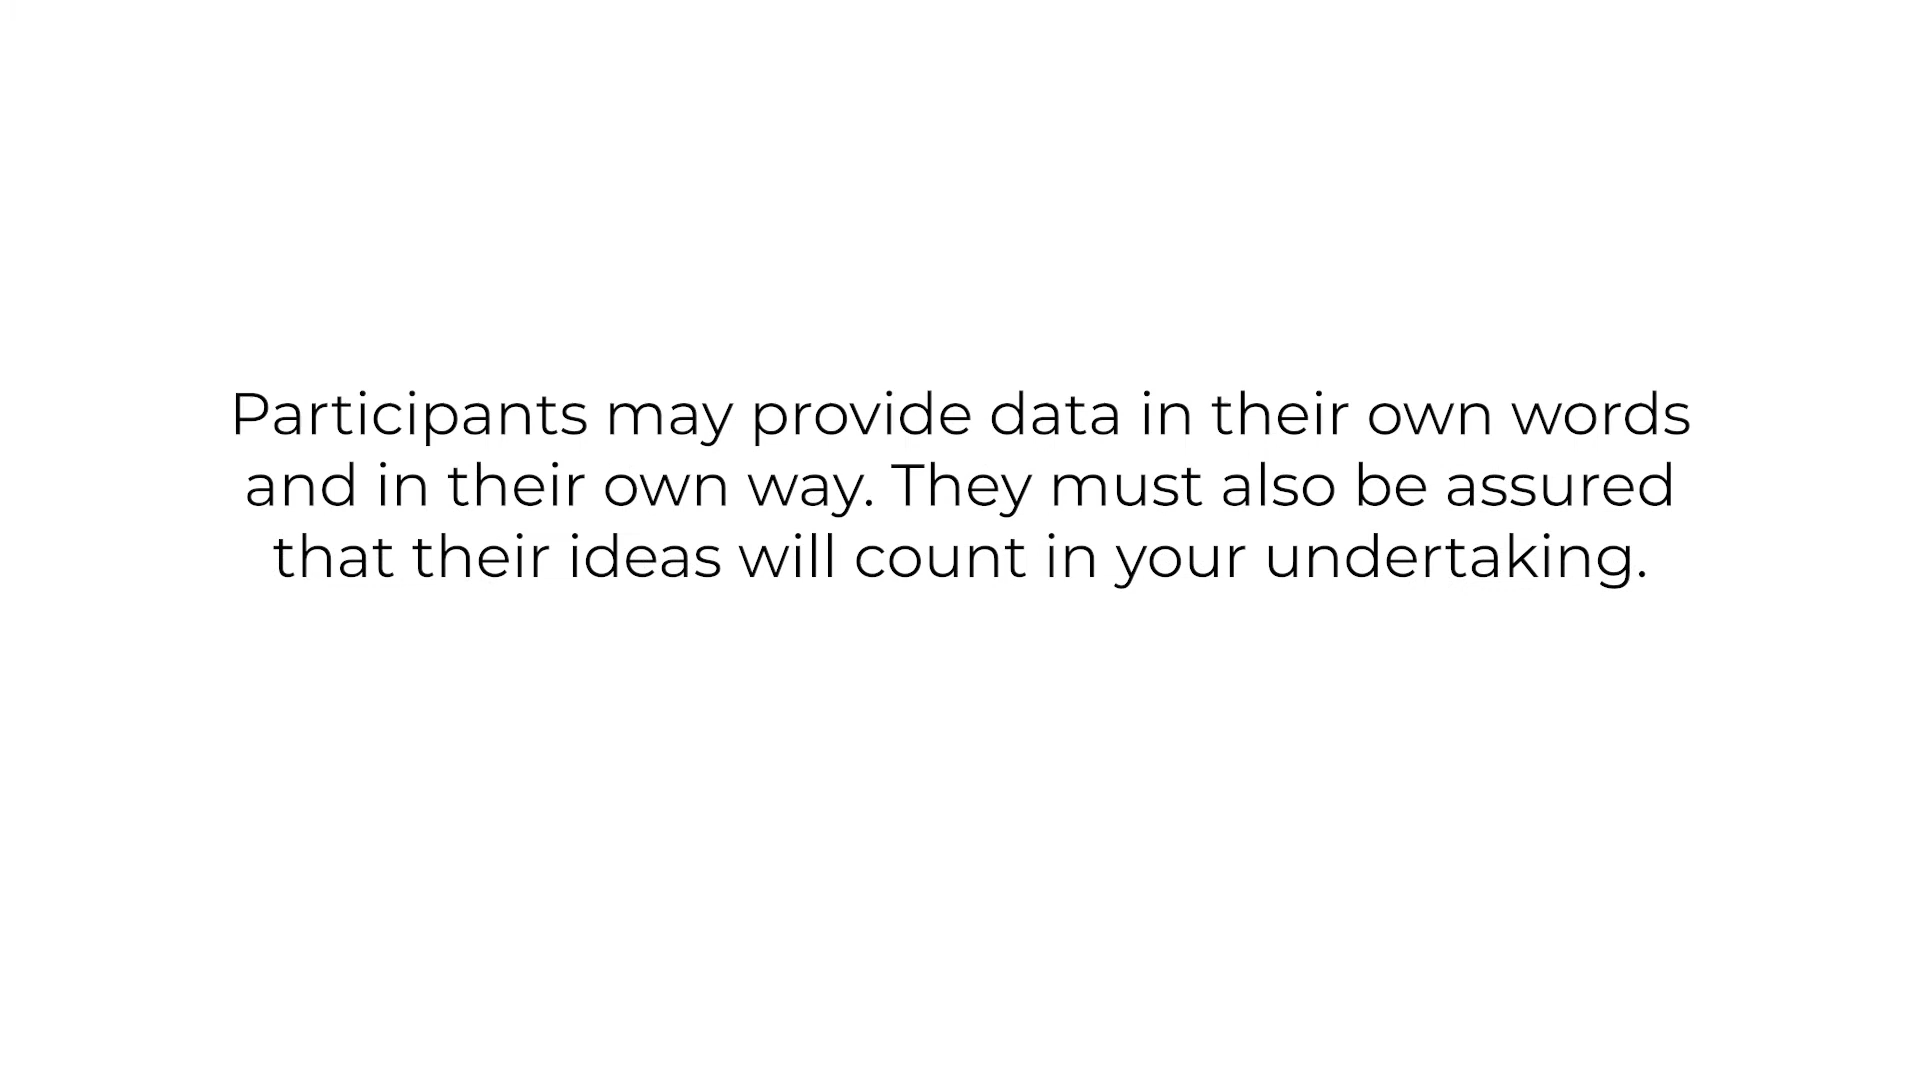 Participants may provide data in their own words
and in their own way. They must also be assured
that their ideas will count in your undertaking.